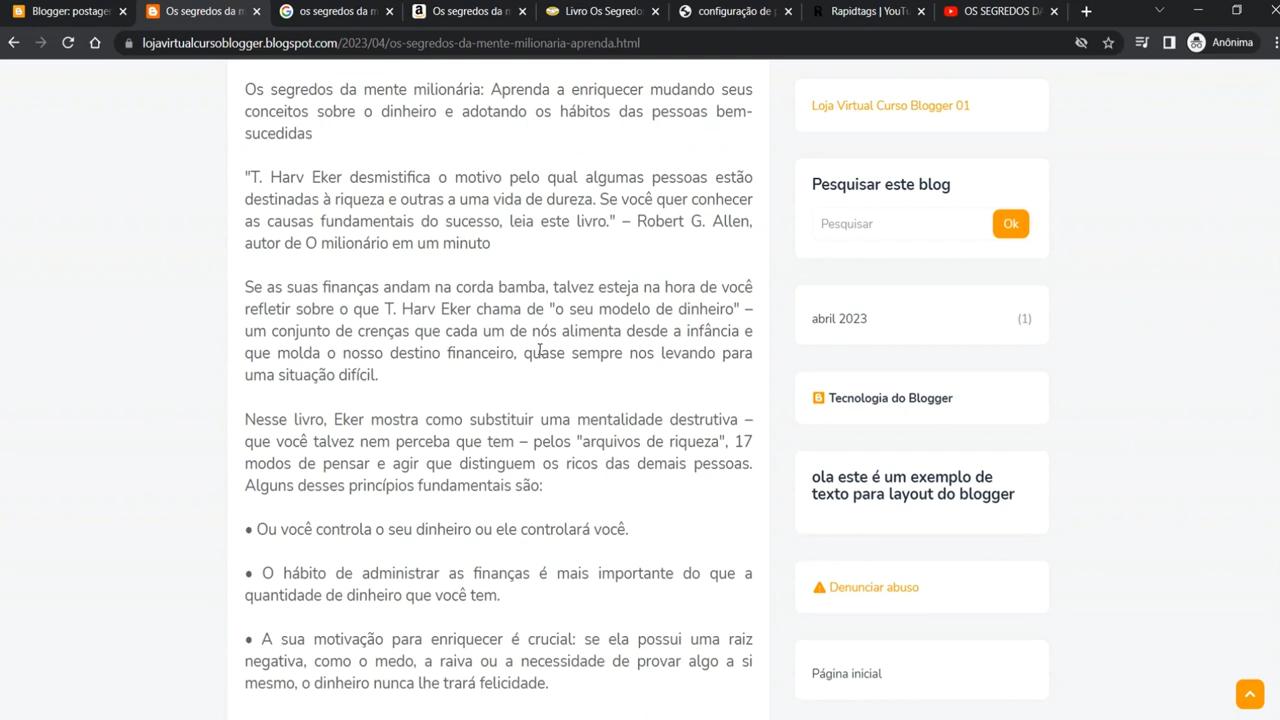 Blogger: postagen
Os segredos da m
os segredos da m
Os segredos da m
Livro Os Segredo
configuração de p
Rapidtags | YouTu
OS SEGREDOS DA
lojavirtualcursoblogger.blogspot.com/2023/04/os-segredos-da-mente-milionaria-aprenda.html
Anônima
Os segredos da mente milionária: Aprenda a enriquecer mudando seus
conceitos sobre o dinheiro e adotando os hábitos das pessoas bem-
sucedidas
"T. Harv Eker desmistifica o motivo pelo qual algumas pessoas estão
destinadas à riqueza e outras a uma vida de dureza. Se você quer conhecer
as causas fundamentais do sucesso, leia este livro." – Robert G. Allen,
autor de O milionário em um minuto
Se as suas finanças andam na corda bamba, talvez esteja na hora de você
refletir sobre o que T. Harv Eker chama de "o seu modelo de dinheiro" –
um conjunto de crenças que cada um de nós alimenta desde a infância e
que molda o nosso destino financeiro, quase sempre nos levando para
uma situação difícil.
Nesse livro, Eker mostra como substituir uma mentalidade destrutiva –
que você talvez nem perceba que tem – pelos "arquivos de riqueza", 17
modos de pensar e agir que distinguem os ricos das demais pessoas.
Alguns desses princípios fundamentais são:
• Ou você controla o seu dinheiro ou ele controlará você.
• O hábito de administrar as finanças é mais importante do que a
quantidade de dinheiro que você tem.
• A sua motivação para enriquecer é crucial: se ela possui uma raiz
negativa, como o medo, a raiva ou a necessidade de provar algo a si
mesmo, o dinheiro nunca lhe trará felicidade.
Loja Virtual Curso Blogger 01
Pesquisar este blog
Pesquisar
Ok
abril 2023 (1)
Tecnologia do Blogger
ola este é um exemplo de
texto para layout do blogger
Denunciar abuso
Página inicial